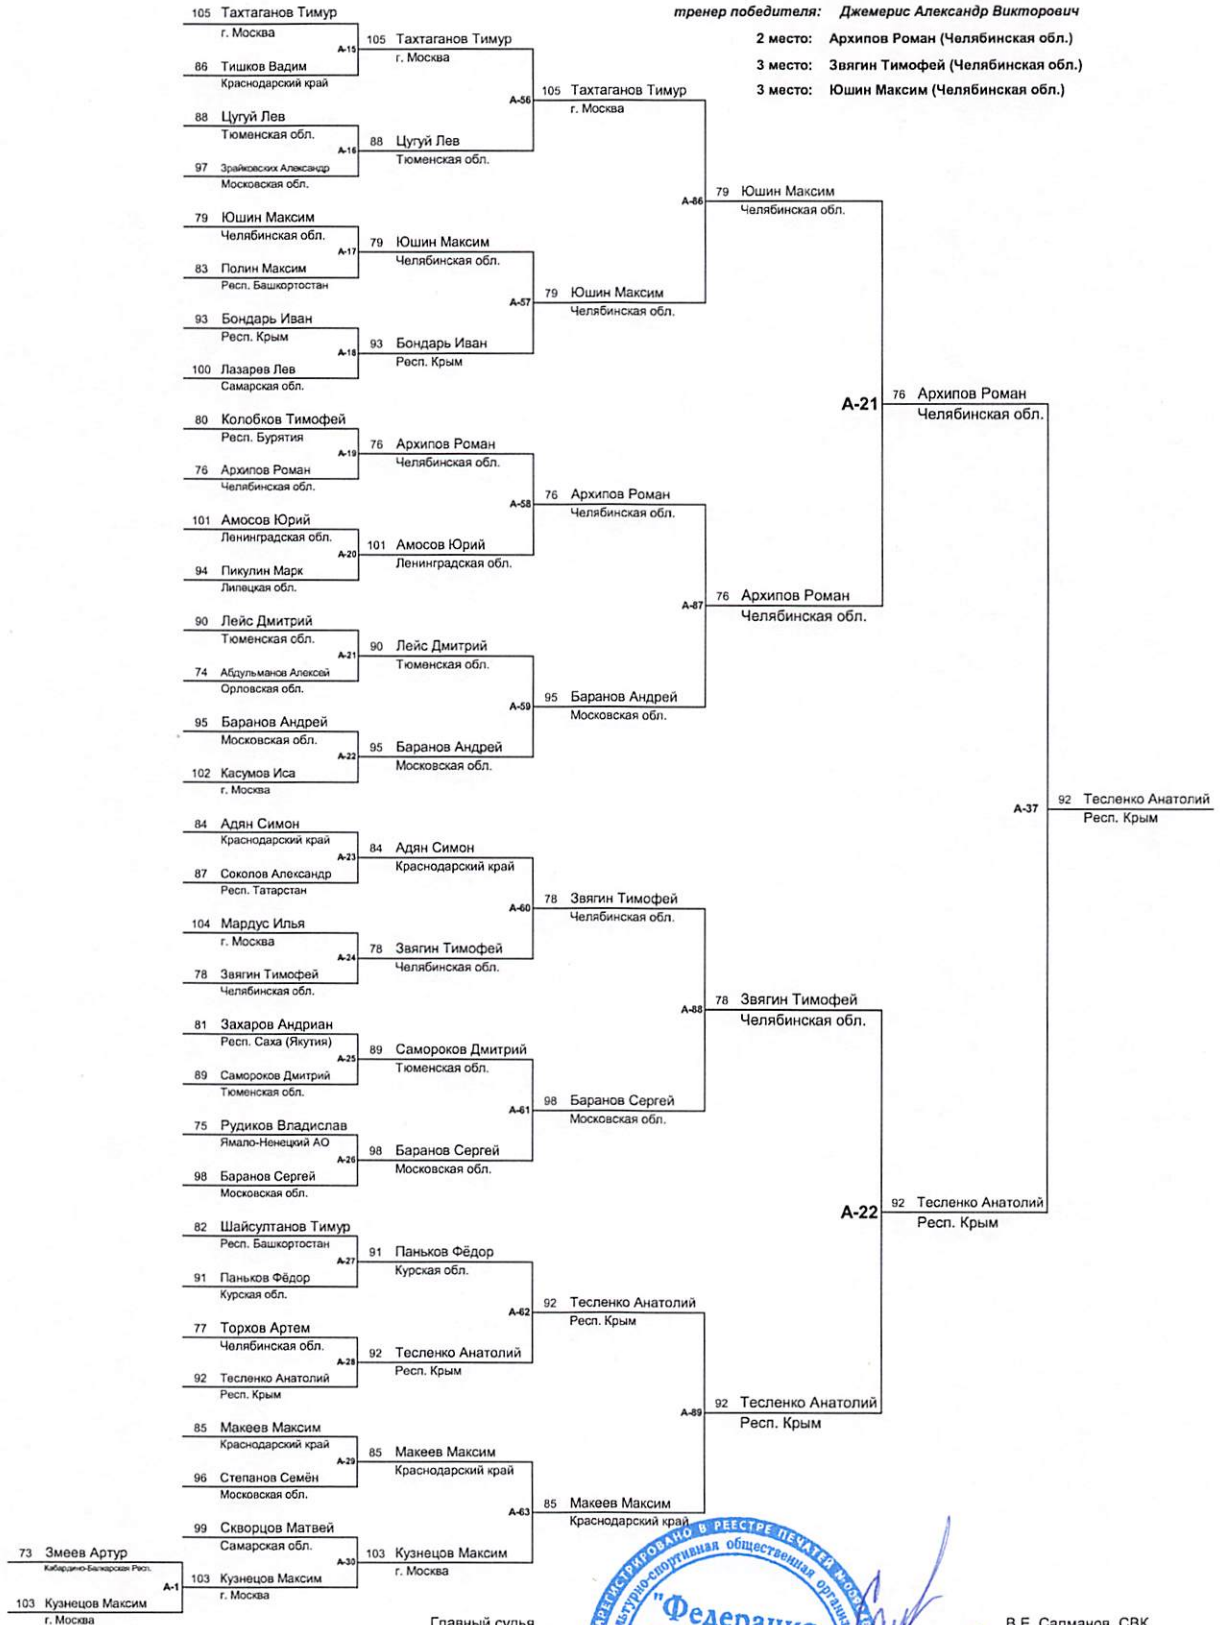 тренер победителя: Джемерис Александр Викторович
2 место: Архипов Роман (Челябинская обл.)
3 место: Звягин Тимофей (Челябинская обл.)
3 место: Юшин Максим (Челябинская обл.)
105 Тахтаганов Тимур
г. Москва
А-15
86 Тишков Вадим
Краснодарский край
88 Цугуй Лев
Тюменская обл.
А-16
97 Зрайковских Александр
Московская обл.
79 Юшин Максим
Челябинская обл.
А-17
83 Полин Максим
Респ. Башкортостан
93 Бондарь Иван
Респ. Крым
А-18
100 Лазарев Лев
Самарская обл.
80 Колобков Тимофей
Респ. Бурятия
А-19
76 Архипов Роман
Челябинская обл.
101 Амосов Юрий
Ленинградская обл.
А-20
94 Пикулин Марк
Липецкая обл.
90 Лейс Дмитрий
Тюменская обл.
А-21
74 Абдульманов Алексей
Орловская обл.
95 Баранов Андрей
Московская обл.
А-22
102 Касумов Иса
г. Москва
84 Адян Симон
Краснодарский край
А-23
87 Соколов Александр
Респ. Татарстан
104 Мардус Илья
г. Москва
А-24
78 Звягин Тимофей
Челябинская обл.
81 Захаров Андриан
Респ. Саха (Якутия)
А-25
89 Самороков Дмитрий
Тюменская обл.
75 Рудиков Владислав
Ямало-Ненецкий АО
А-26
98 Баранов Сергей
Московская обл.
82 Шайсултанов Тимур
Респ. Башкортостан
А-27
91 Паньков Фёдор
Курская обл.
77 Торхов Артем
Челябинская обл.
А-28
92 Тесленко Анатолий
Респ. Крым
85 Макеев Максим
Краснодарский край
А-29
96 Степанов Семён
Московская обл.
99 Скворцов Матвей
Самарская обл.
А-30
73 Змеев Артур
Кабардино-Балкарская Респ.
А-1
103 Кузнецов Максим
г. Москва
103 Кузнецов Максим
г. Москва
105 Тахтаганов Тимур
г. Москва
А-56
88 Цугуй Лев
Тюменская обл.
79 Юшин Максим
Челябинская обл.
А-57
93 Бондарь Иван
Респ. Крым
76 Архипов Роман
Челябинская обл.
А-58
101 Амосов Юрий
Ленинградская обл.
90 Лейс Дмитрий
Тюменская обл.
А-59
95 Баранов Андрей
Московская обл.
84 Адян Симон
Краснодарский край
А-60
78 Звягин Тимофей
Челябинская обл.
89 Самороков Дмитрий
Тюменская обл.
А-61
98 Баранов Сергей
Московская обл.
91 Паньков Фёдор
Курская обл.
А-62
92 Тесленко Анатолий
Респ. Крым
85 Макеев Максим
Краснодарский край
А-63
103 Кузнецов Максим
г. Москва
105 Тахтаганов Тимур
г. Москва
А-86
79 Юшин Максим
Челябинская обл.
76 Архипов Роман
Челябинская обл.
А-87
95 Баранов Андрей
Московская обл.
78 Звягин Тимофей
Челябинская обл.
А-88
98 Баранов Сергей
Московская обл.
92 Тесленко Анатолий
Респ. Крым
А-89
85 Макеев Максим
Краснодарский край
79 Юшин Максим
Челябинская обл.
А-21
76 Архипов Роман
Челябинская обл.
78 Звягин Тимофей
Челябинская обл.
А-22
92 Тесленко Анатолий
Респ. Крым
76 Архипов Роман
Челябинская обл.
А-37
92 Тесленко Анатолий
Респ. Крым
92 Тесленко Анатолий
Респ. Крым
Главный судья
В.Е. Салманов, СВК
В РЕЕСТРЕ ПЕЧАТЕЙ
общественная
"Федерация